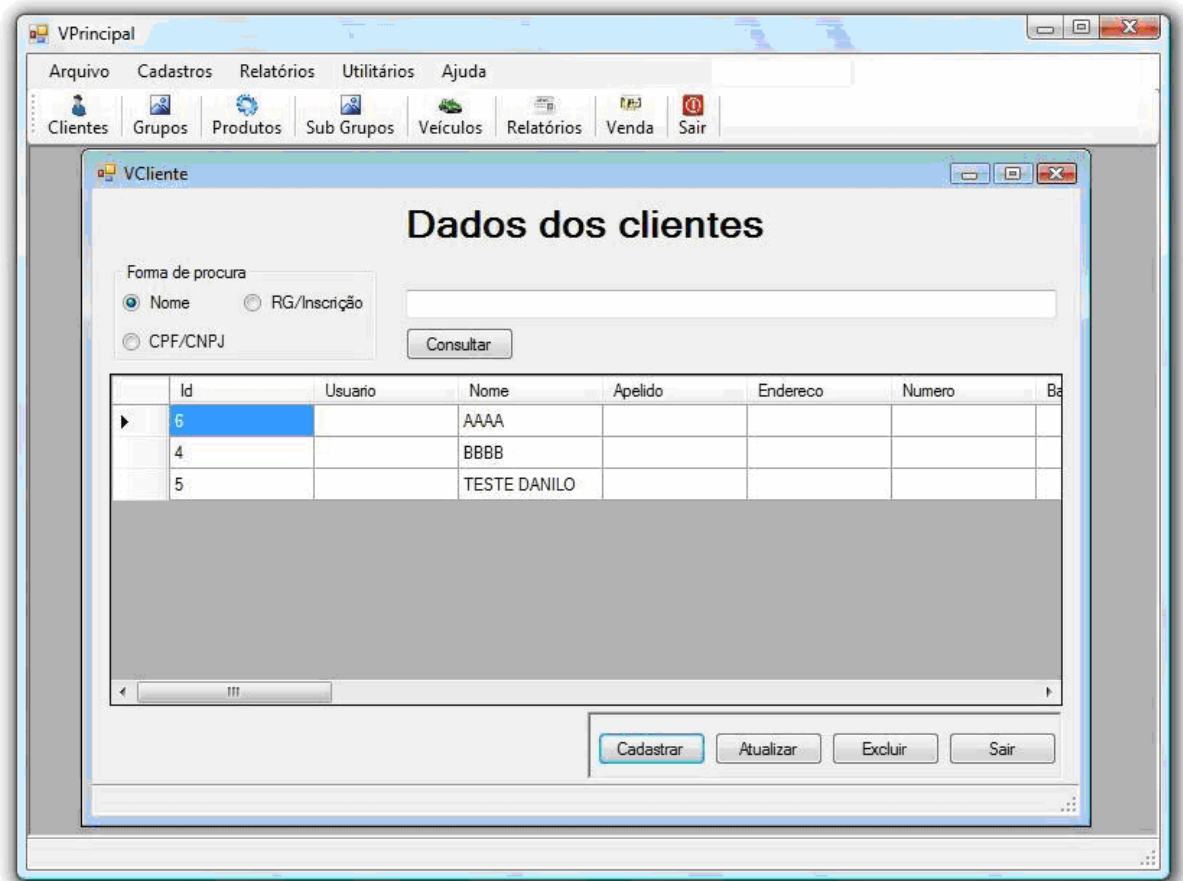 VPrincipal
Arquivo Cadastros Relatórios Utilitários Ajuda
Clientes Grupos Produtos Sub Grupos Veículos Relatórios Venda Sair
VCliente
Dados dos clientes
Forma de procura
Nome RG/Inscrição
CPF/CNPJ
Consultar
Id Usuario Nome Apelido Endereco Numero Ba
6 AAAA
4 BBBB
5 TESTE DANILO
Cadastrar Atualizar Excluir Sair